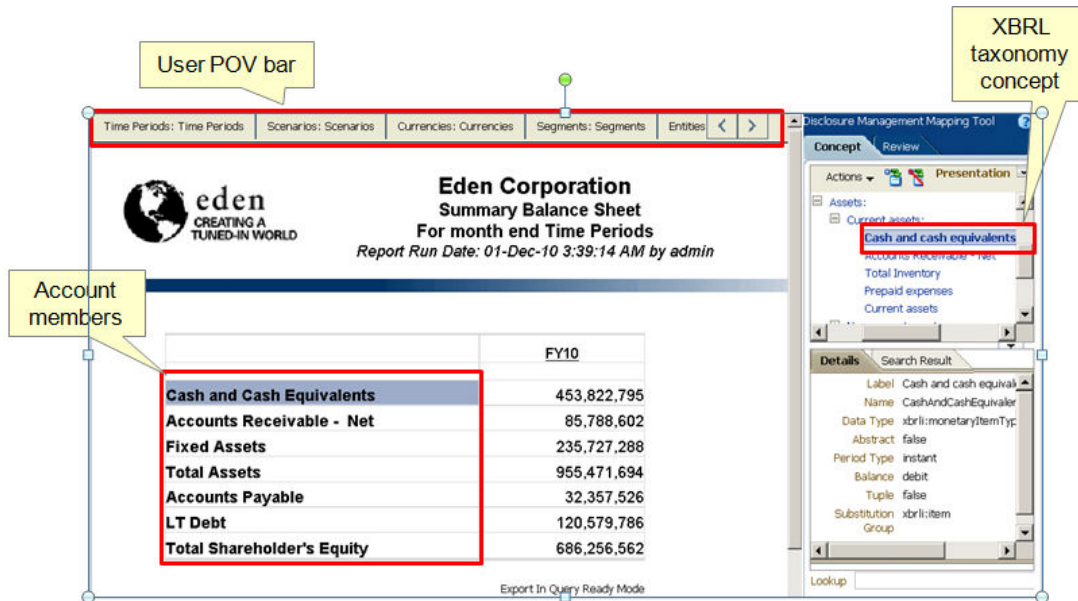 User POV bar
XBRL
taxonomy
concept
Time Periods: Time Periods
Scenarios: Scenarios
Currencies: Currencies
Segments: Segments
Entities
Disclosure Management Mapping Tool
Concept
Review
Actions
Presentation
Assets:
Current assets:
Cash and cash equivalents
Accounts Receivable - Net
Total Inventory
Prepaid expenses
Current assets
eden
CREATING A
TUNED-IN WORLD
Eden Corporation
Summary Balance Sheet
For month end Time Periods
Report Run Date: 01-Dec-10 3:39:14 AM by admin
Account
members
FY10
Cash and Cash Equivalents 453,822,795
Accounts Receivable - Net 85,788,602
Fixed Assets 235,727,288
Total Assets 955,471,694
Accounts Payable 32,357,526
LT Debt 120,579,786
Total Shareholder's Equity 686,256,562
Export In Query Ready Mode
Details
Search Result
Label Cash and cash equival
Name CashAndCashEquivaler
Data Type xbrli:monetaryItemTyp
Abstract false
Period Type instant
Balance debit
Tuple false
Substitution xbrli:item
Group
Lookup